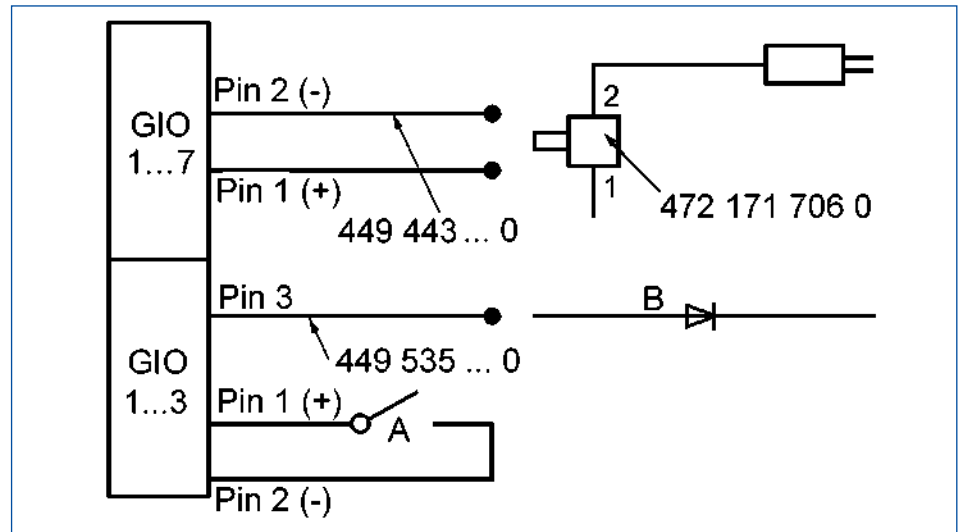 Pin 2 (-)
2
GIO
1...7
Pin 1 (+)
1
472 171 706 0
449 443 ... 0
Pin 3
B
449 535 ... 0
GIO
1...3
Pin 1 (+)
A
Pin 2 (-)